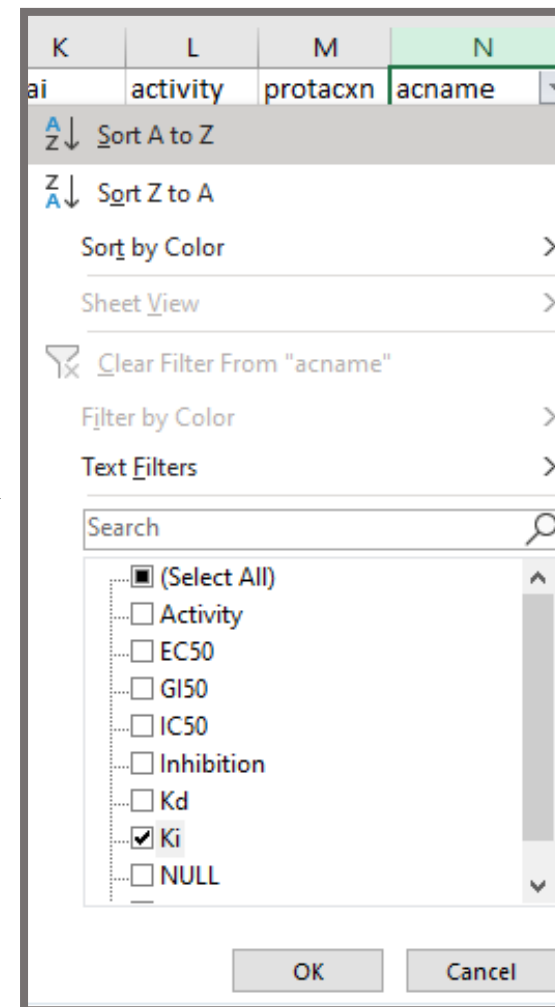 K L M N
ai activity protacxn acname
Sort A to Z
Sort Z to A
Sort by Color
Sheet View
Clear Filter From "acname"
Filter by Color
Text Filters
Search
(Select All)
Activity
EC50
GI50
IC50
Inhibition
Kd
Ki
NULL
OK Cancel